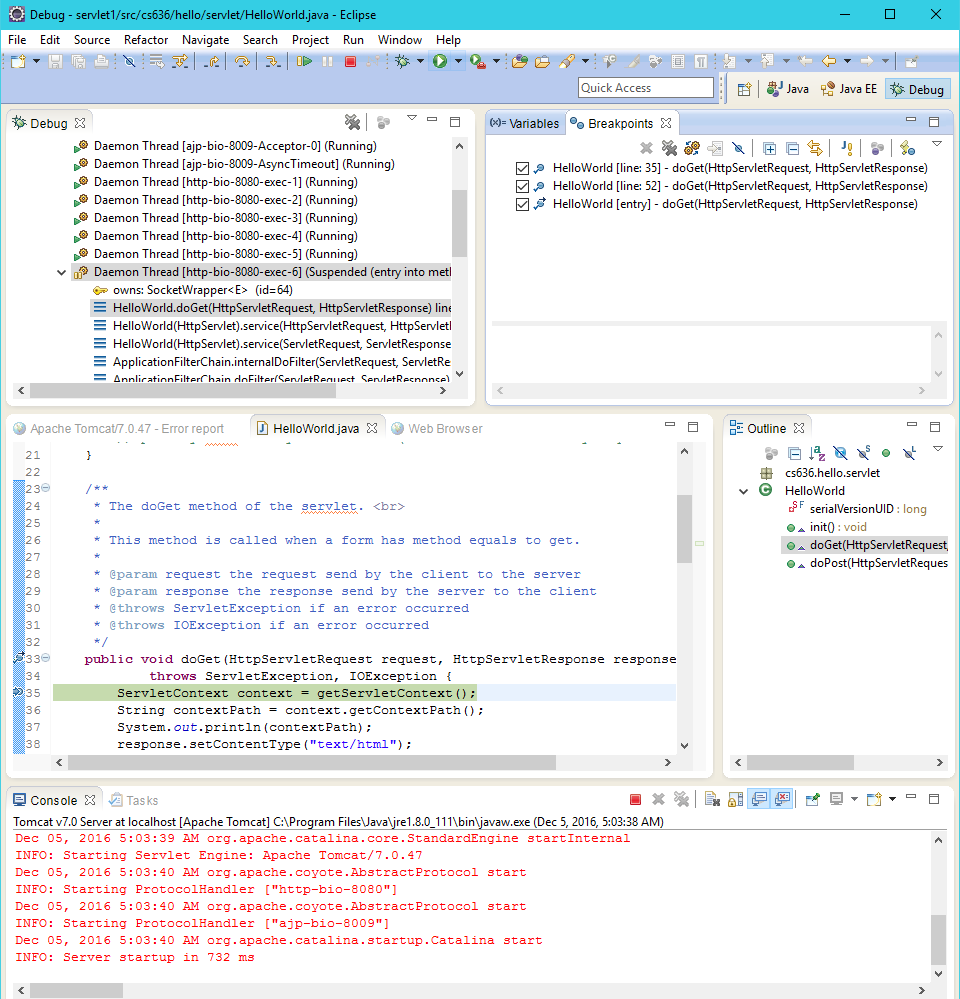 Debug - servlet1/src/cs636/hello/servlet/HelloWorld.java - Eclipse
File Edit Source Refactor Navigate Search Project Run Window Help
Quick Access
Java Java EE Debug
Debug
Daemon Thread [ajp-bio-8009-Acceptor-0] (Running)
Daemon Thread [ajp-bio-8009-AsyncTimeout] (Running)
Daemon Thread [http-bio-8080-exec-1] (Running)
Daemon Thread [http-bio-8080-exec-2] (Running)
Daemon Thread [http-bio-8080-exec-3] (Running)
Daemon Thread [http-bio-8080-exec-4] (Running)
Daemon Thread [http-bio-8080-exec-5] (Running)
Daemon Thread [http-bio-8080-exec-6] (Suspended (entry into met
owns: SocketWrapper<E> (id=64)
HelloWorld.doGet(HttpServletRequest, HttpServletResponse) line
HelloWorld(HttpServlet).service(HttpServletRequest, HttpServletI
HelloWorld(HttpServlet).service(ServletRequest, ServletResponse
ApplicationFilterChain.internalDoFilter(ServletRequest, ServletRe
ApplicationFilterChain.doFilter(ServletRequest, ServletResponse)
(x)= Variables Breakpoints
HelloWorld [line: 35] - doGet(HttpServletRequest, HttpServletResponse)
HelloWorld [line: 52] - doGet(HttpServletRequest, HttpServletResponse)
HelloWorld [entry] - doGet(HttpServletRequest, HttpServletResponse)
Apache Tomcat/7.0.47 - Error report HelloWorld.java Web Browser
21 }
22
23 /**
24 * The doGet method of the servlet. <br>
25 *
26 * This method is called when a form has method equals to get.
27 *
28 * @param request the request send by the client to the server
29 * @param response the response send by the server to the client
30 * @throws ServletException if an error occurred
31 * @throws IOException if an error occurred
32 */
33 public void doGet(HttpServletRequest request, HttpServletResponse response
34 throws ServletException, IOException {
35 ServletContext context = getServletContext();
36 String contextPath = context.getContextPath();
37 System.out.println(contextPath);
38 response.setContentType("text/html");
Outline
cs636.hello.servlet
HelloWorld
serialVersionUID : long
init() : void
doGet(HttpServletRequest,
doPost(HttpServletReques
Console Tasks
Tomcat v7.0 Server at localhost [Apache Tomcat] C:\Program Files\Java\jre1.8.0_111\bin\javaw.exe (Dec 5, 2016, 5:03:38 AM)
Dec 05, 2016 5:03:39 AM org.apache.catalina.core.StandardEngine startInternal
INFO: Starting Servlet Engine: Apache Tomcat/7.0.47
Dec 05, 2016 5:03:40 AM org.apache.coyote.AbstractProtocol start
INFO: Starting ProtocolHandler ["http-bio-8080"]
Dec 05, 2016 5:03:40 AM org.apache.coyote.AbstractProtocol start
INFO: Starting ProtocolHandler ["ajp-bio-8009"]
Dec 05, 2016 5:03:40 AM org.apache.catalina.startup.Catalina start
INFO: Server startup in 732 ms